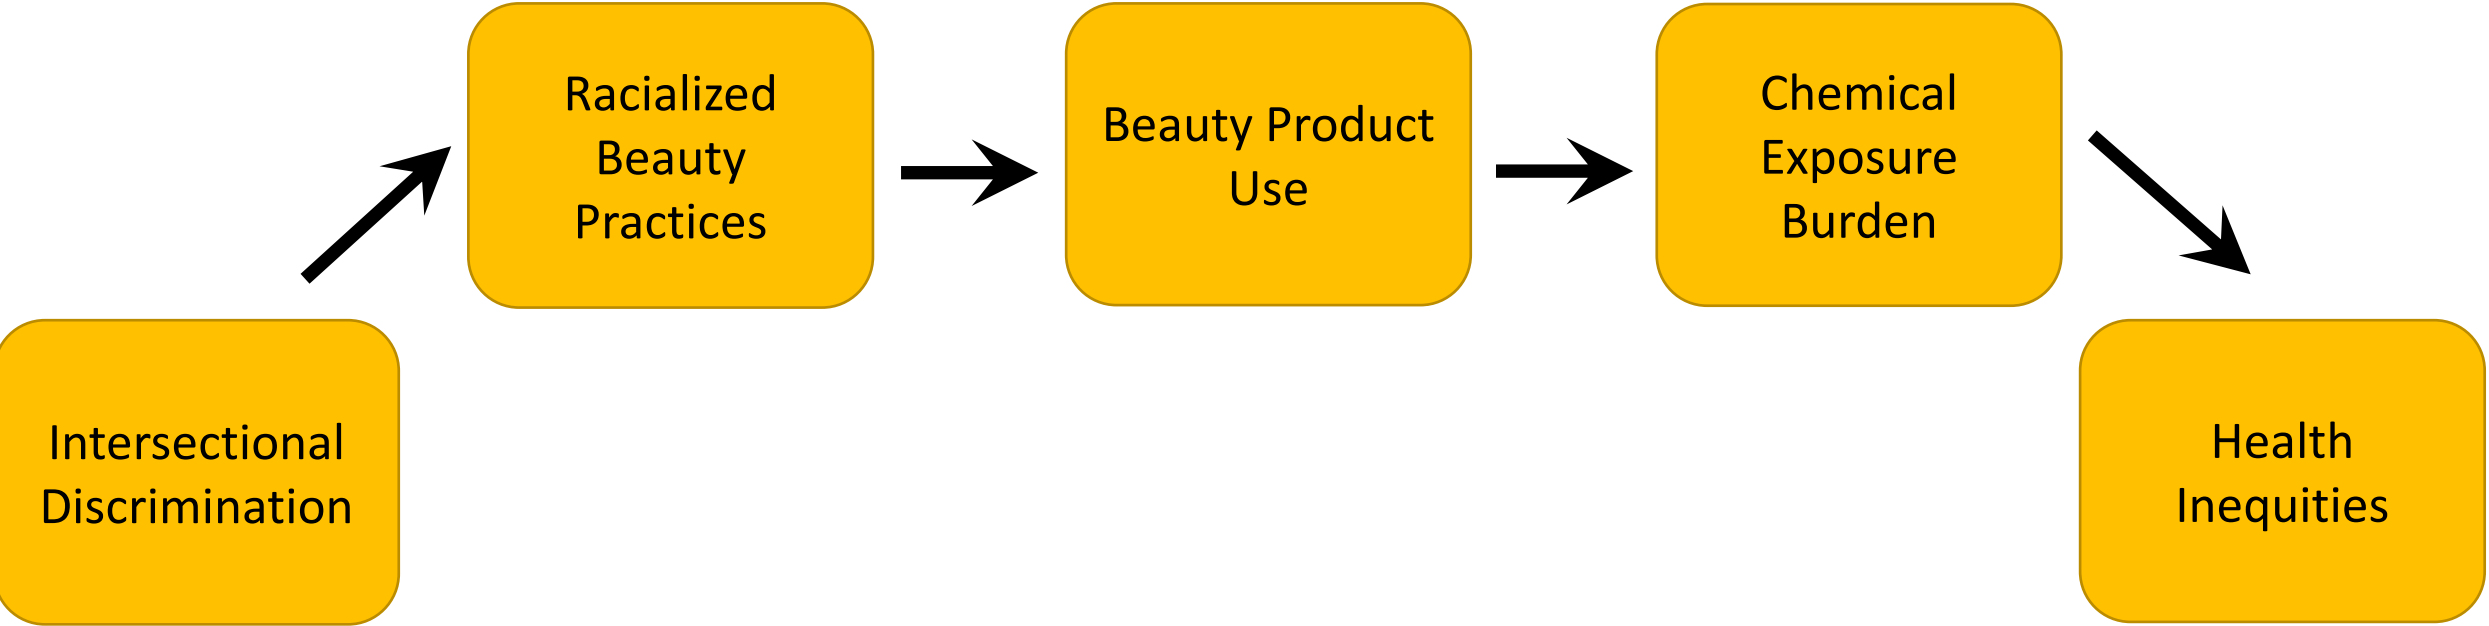 Intersectional
Discrimination
Racialized
Beauty
Practices
Beauty Product
Use
Chemical
Exposure
Burden
Health
Inequities